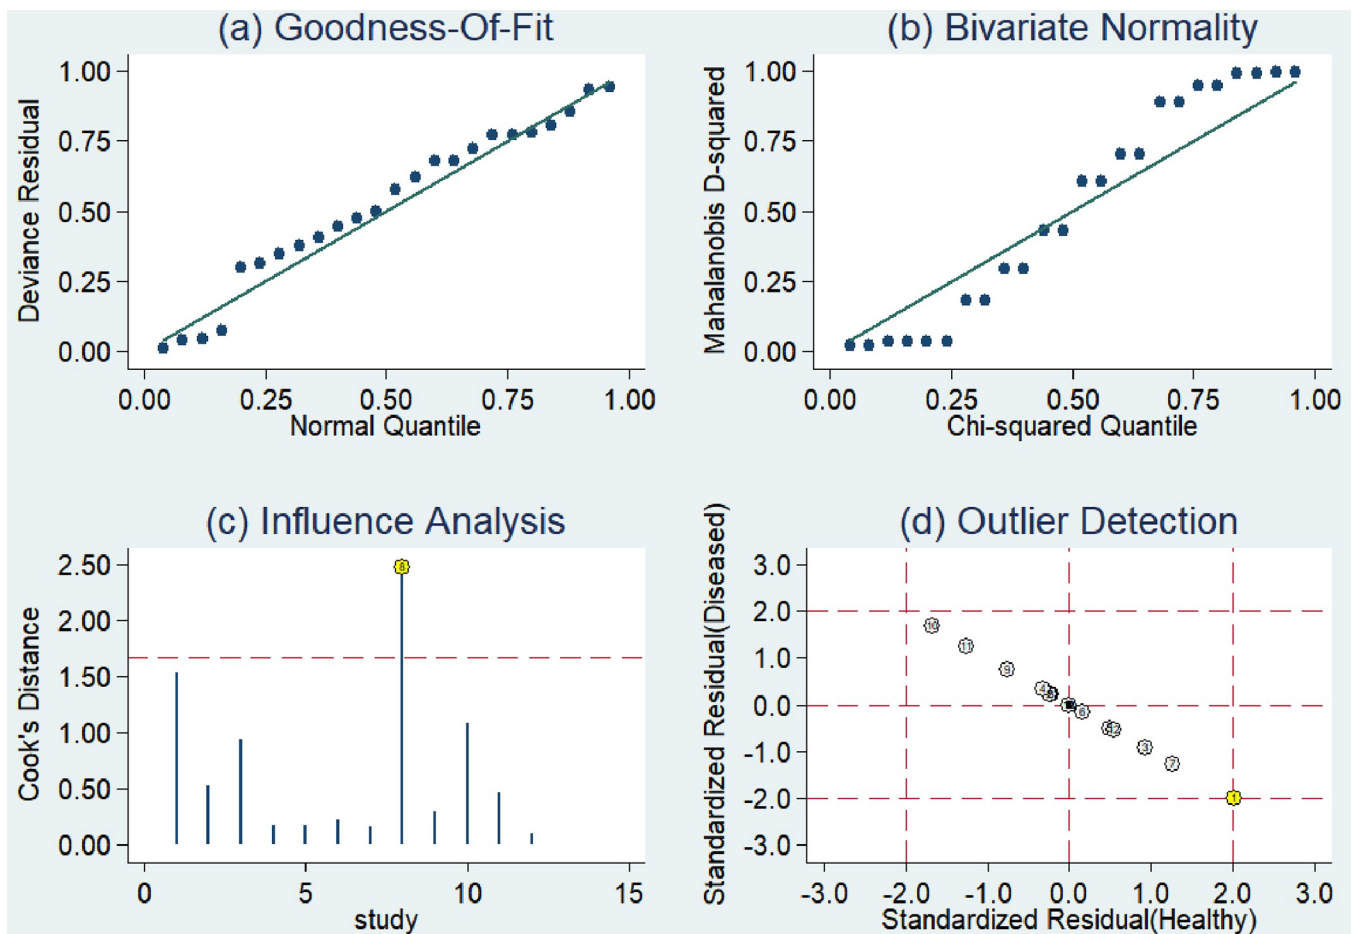 (a) Goodness-Of-Fit
Deviance Residual
1.00
0.75
0.50
0.25
0.00
0.00 0.25 0.50 0.75 1.00
Normal Quantile
(b) Bivariate Normality
Mahalanobis D-squared
1.00
0.75
0.50
0.25
0.00
0.00 0.25 0.50 0.75 1.00
Chi-squared Quantile
(c) Influence Analysis
Cook's Distance
2.50
2.00
1.50
1.00
0.50
0.00
8
0 5 10 15
study
(d) Outlier Detection
Standardized Residual(Diseased)
3.0
2.0
1.0
0.0
-1.0
-2.0
-3.0
10
11
9
4
6
2
3
7
1
-3.0 -2.0 -1.0 0.0 1.0 2.0 3.0
Standardized Residual(Healthy)